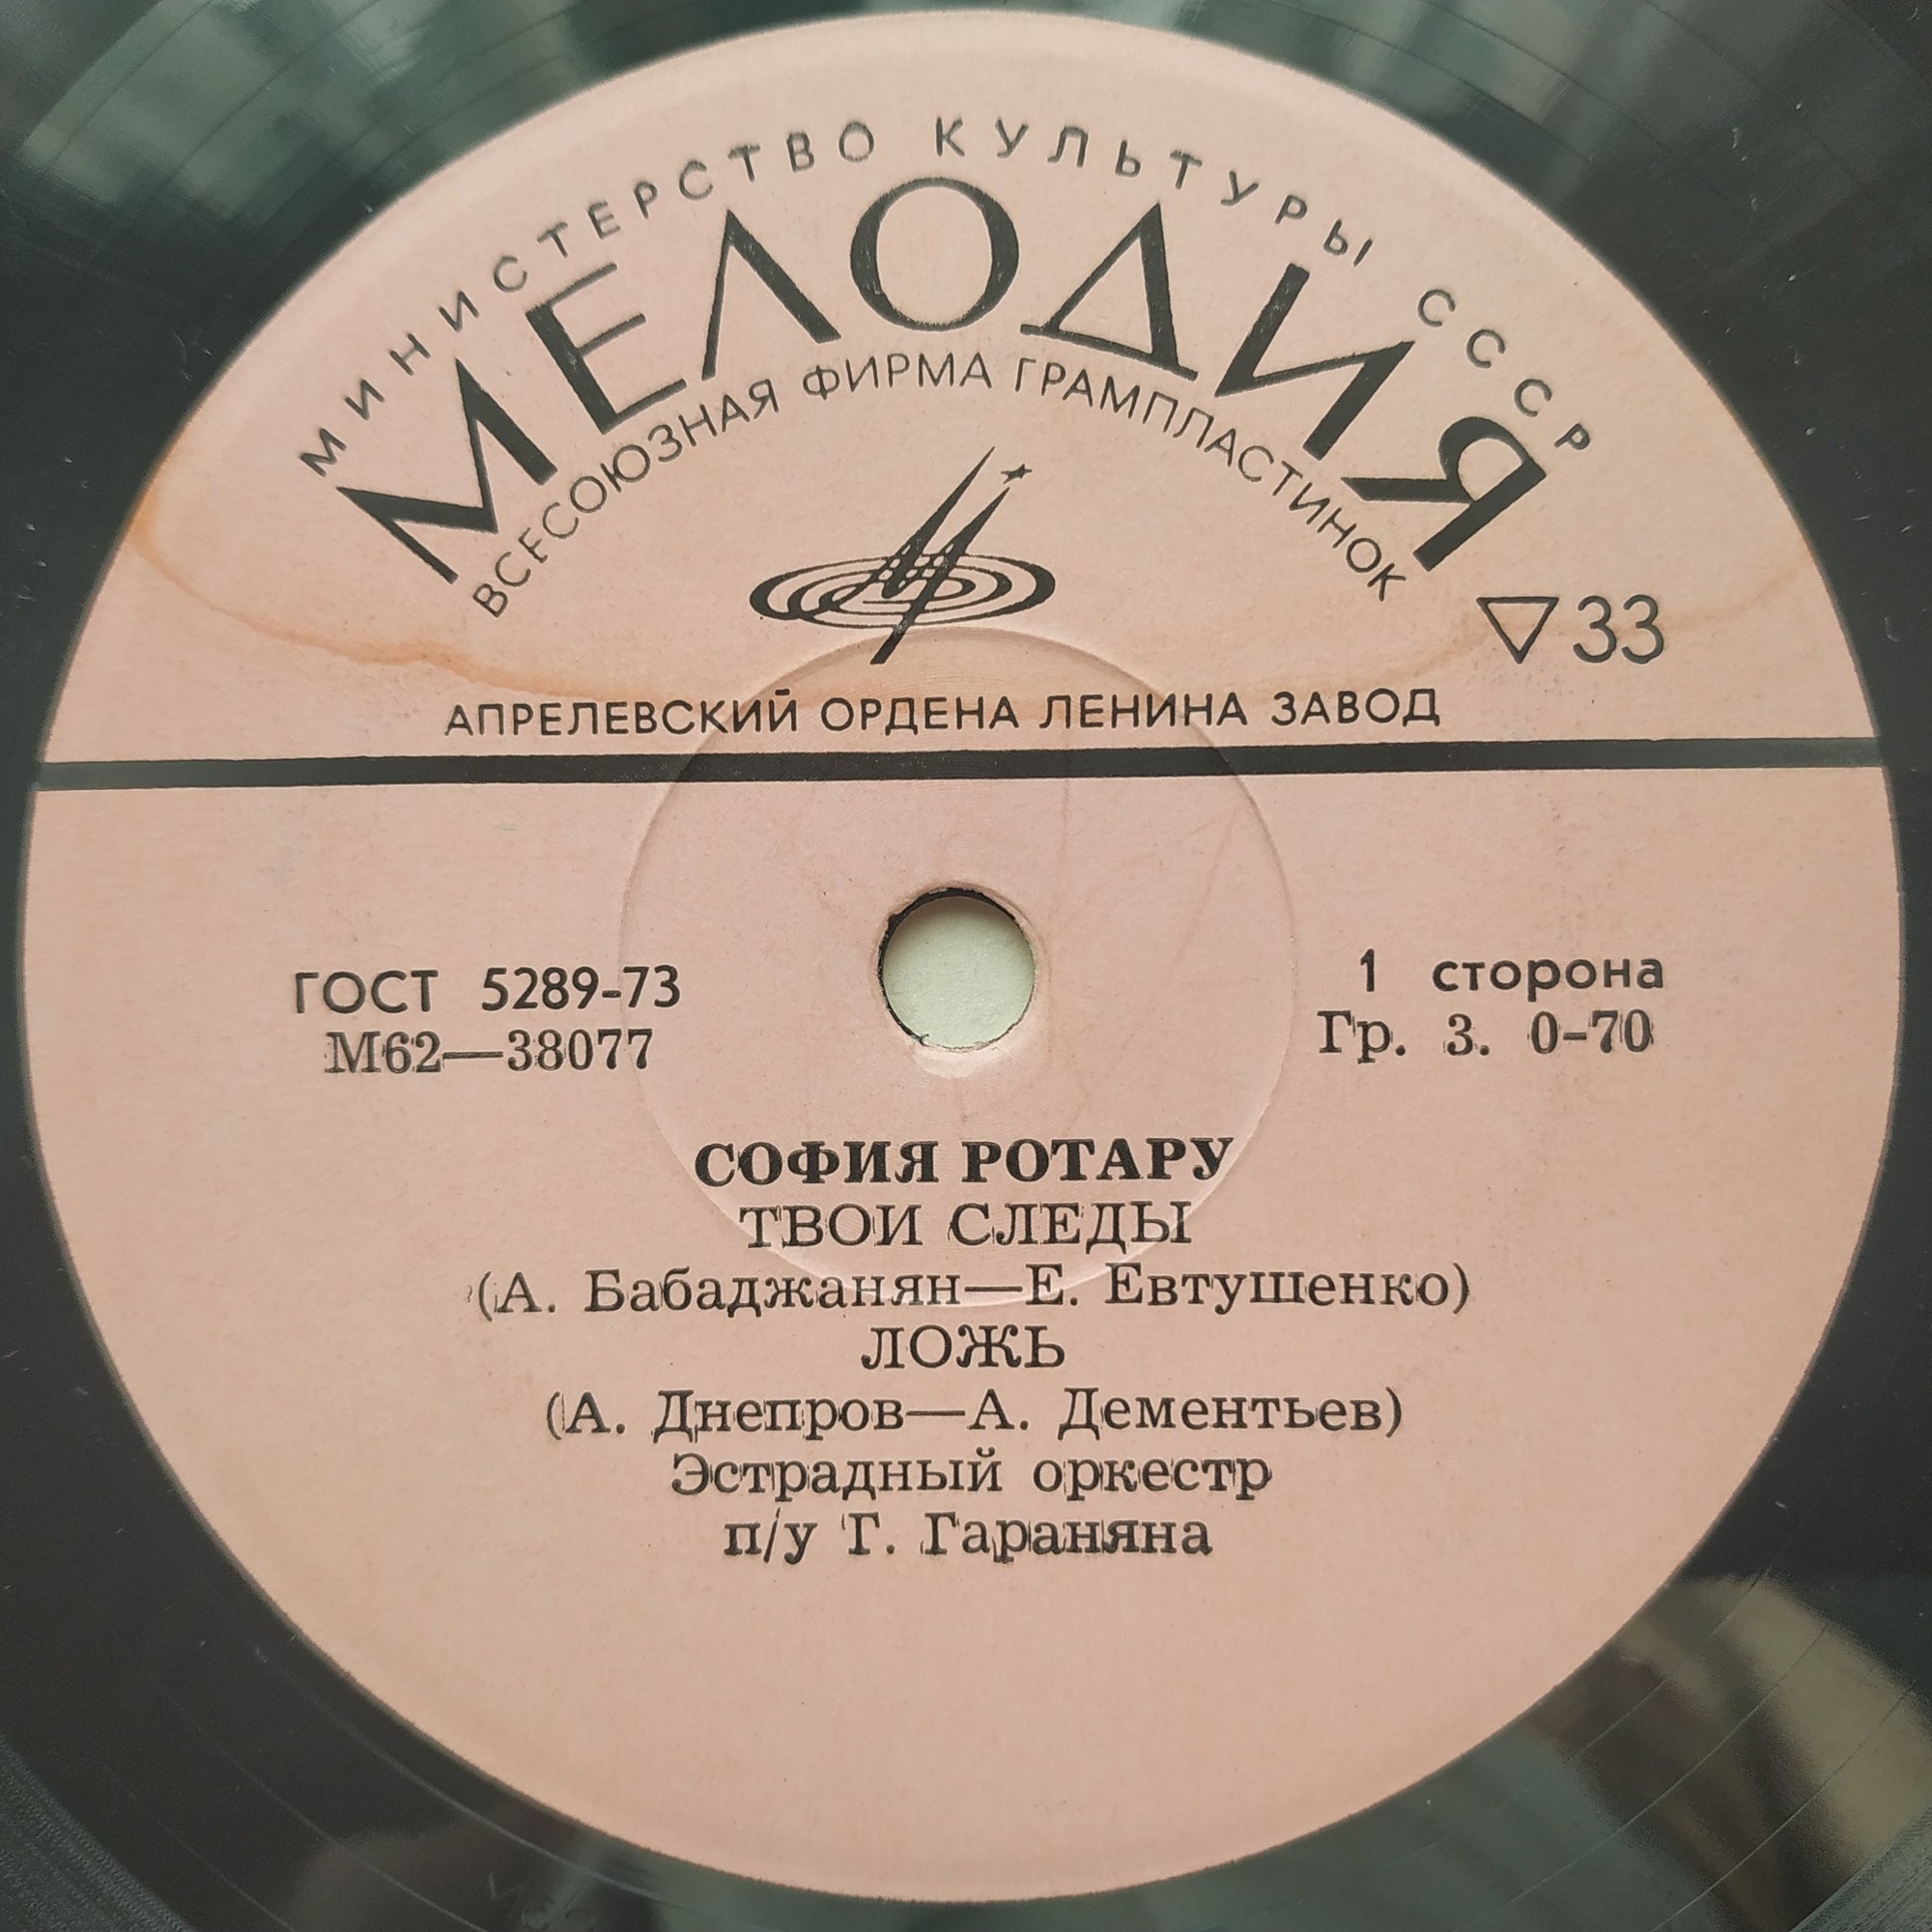 МИНИСТЕРСТВО КУЛЬТУРЫ СССР
МЕЛОДИЯ
ВСЕСОЮЗНАЯ ФИРМА ГРАМПЛАСТИНОК
33
АПРЕЛЕВСКИЙ ОРДЕНА ЛЕНИНА ЗАВОД
ГОСТ 5289-73
М62—38077
1 сторона
Гр. 3. 0-70
СОФИЯ РОТАРУ
ТВОИ СЛЕДЫ
(А. Бабаджанян—Е. Евтушенко)
ЛОЖЬ
(А. Днепров—А. Дементьев)
Эстрадный оркестр
п/у Г. Гараняна